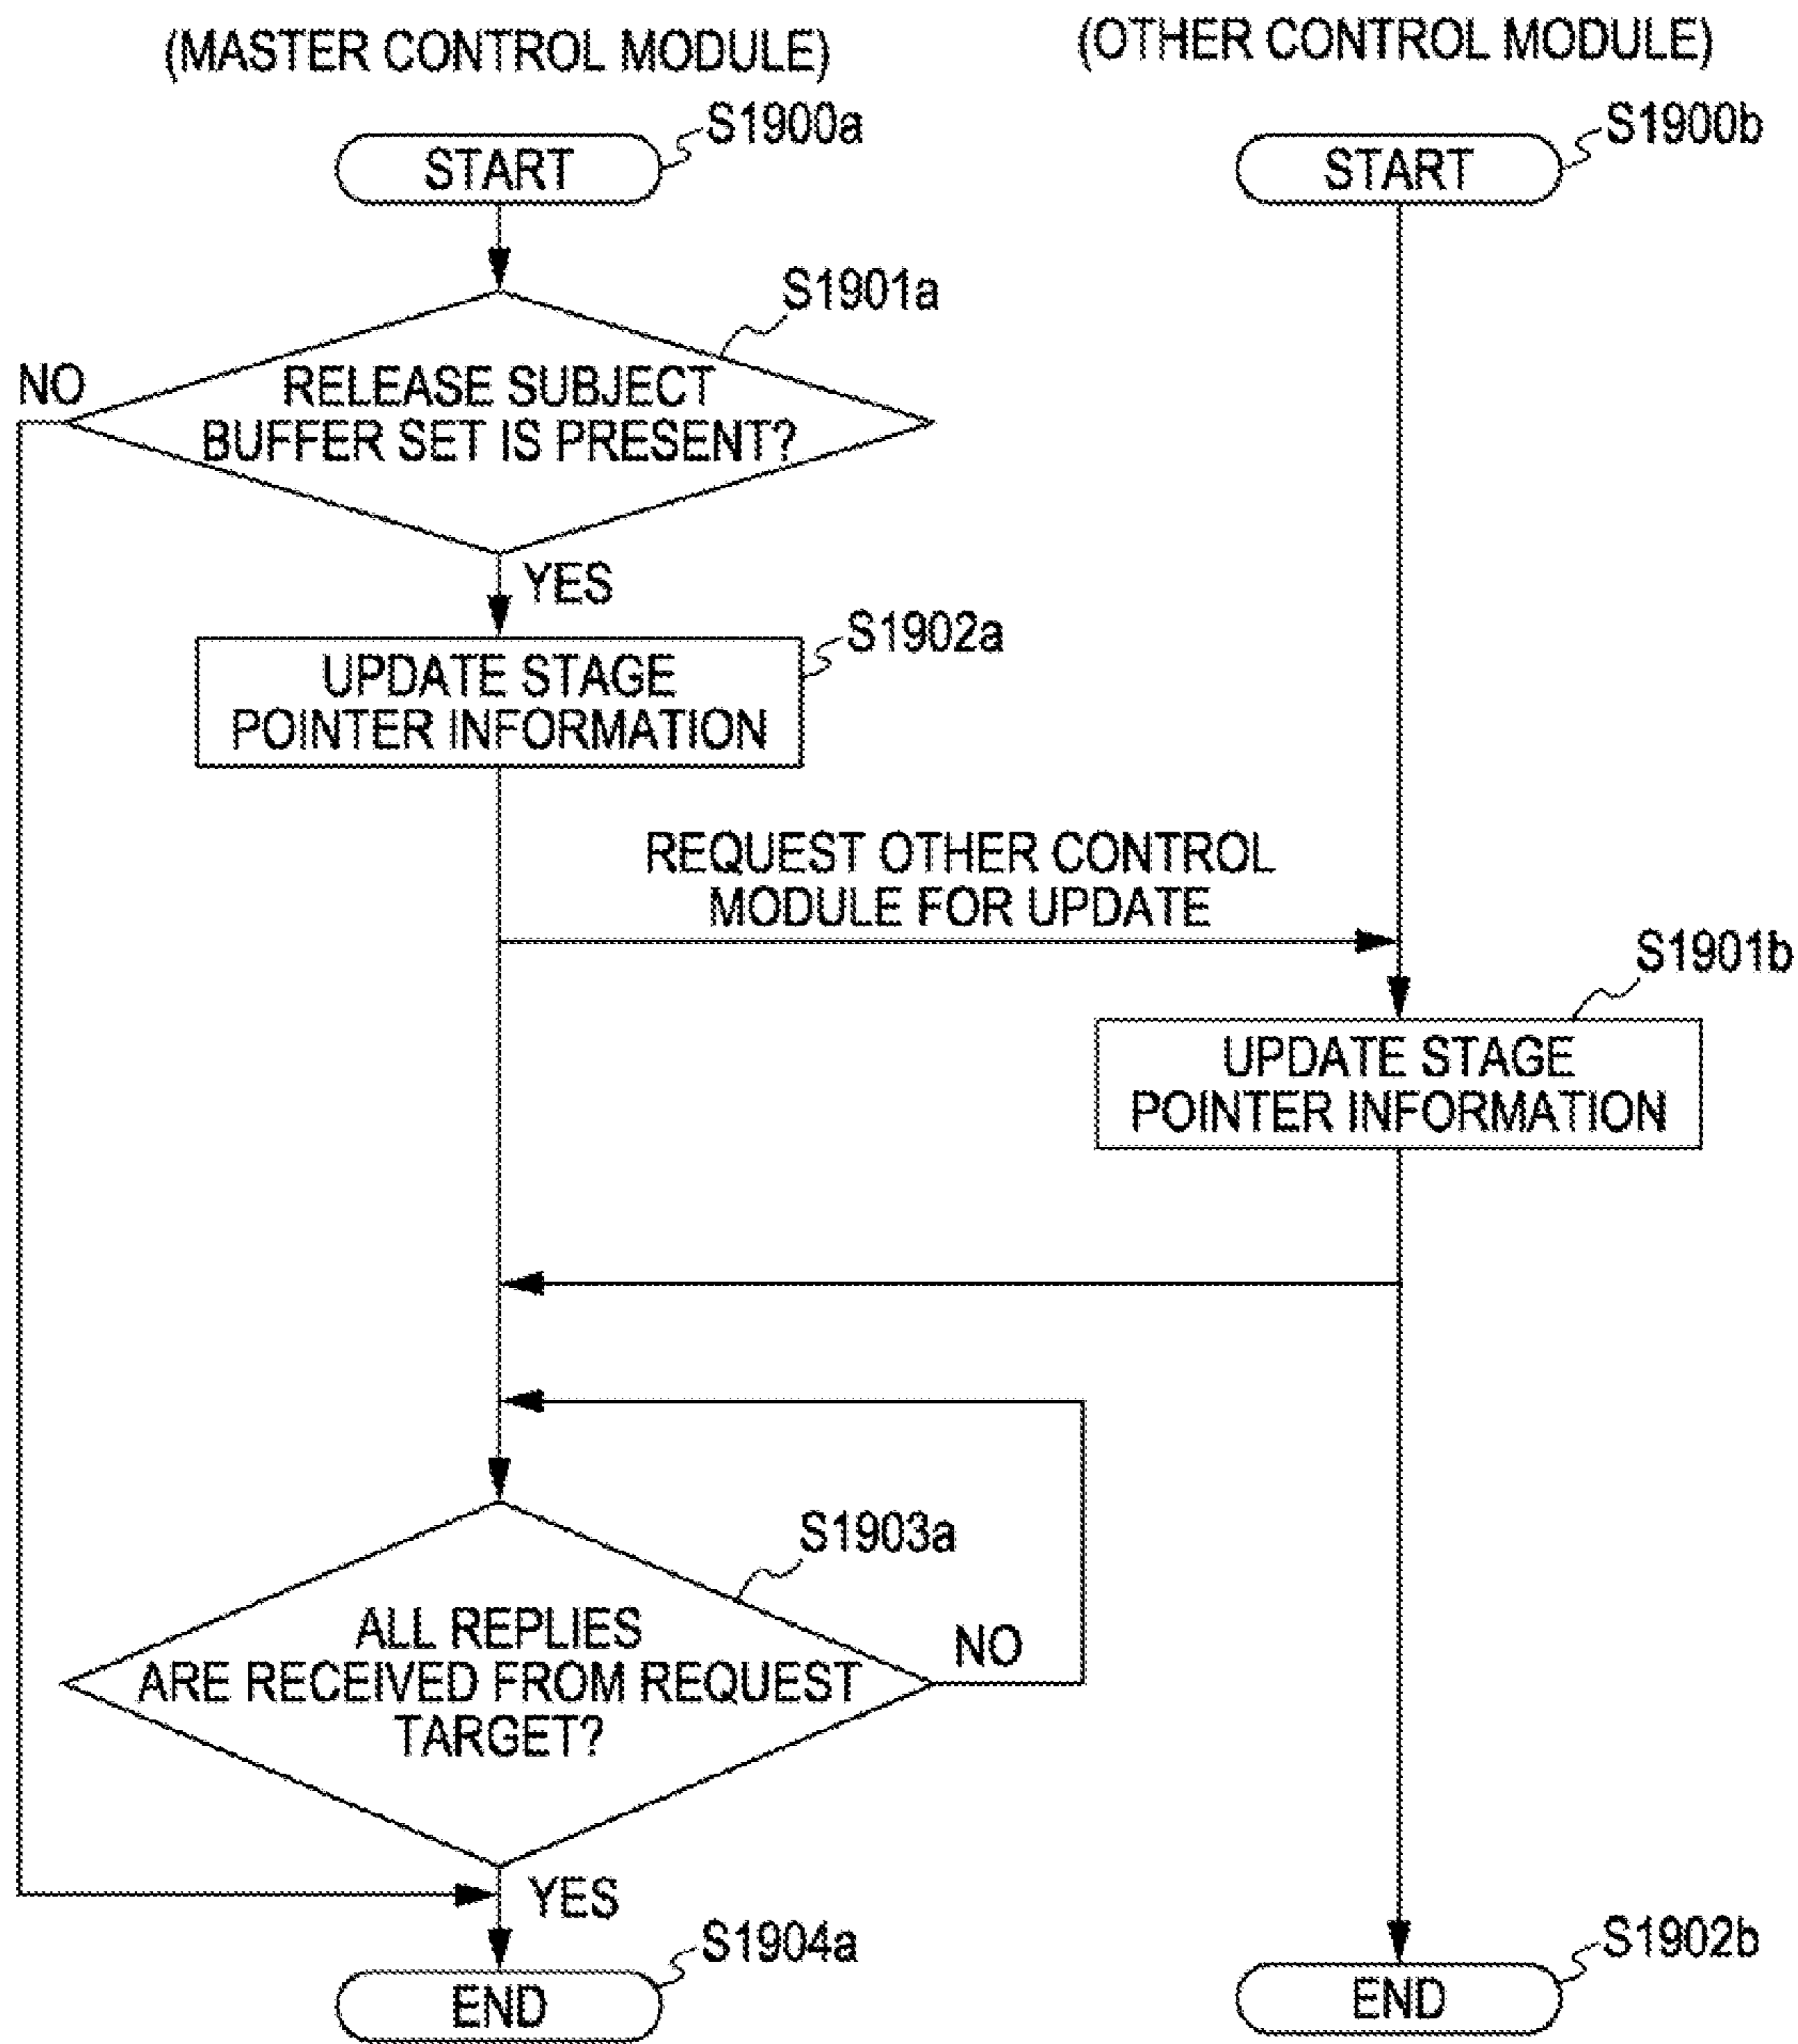 (MASTER CONTROL MODULE)
(OTHER CONTROL MODULE)
S1900a
START
S1900b
START
S1901a
NO
RELEASE SUBJECT
BUFFER SET IS PRESENT?
YES
S1902a
UPDATE STAGE
POINTER INFORMATION
REQUEST OTHER CONTROL
MODULE FOR UPDATE
S1901b
UPDATE STAGE
POINTER INFORMATION
S1903a
ALL REPLIES
ARE RECEIVED FROM REQUEST
TARGET?
NO
YES
S1904a
END
S1902b
END